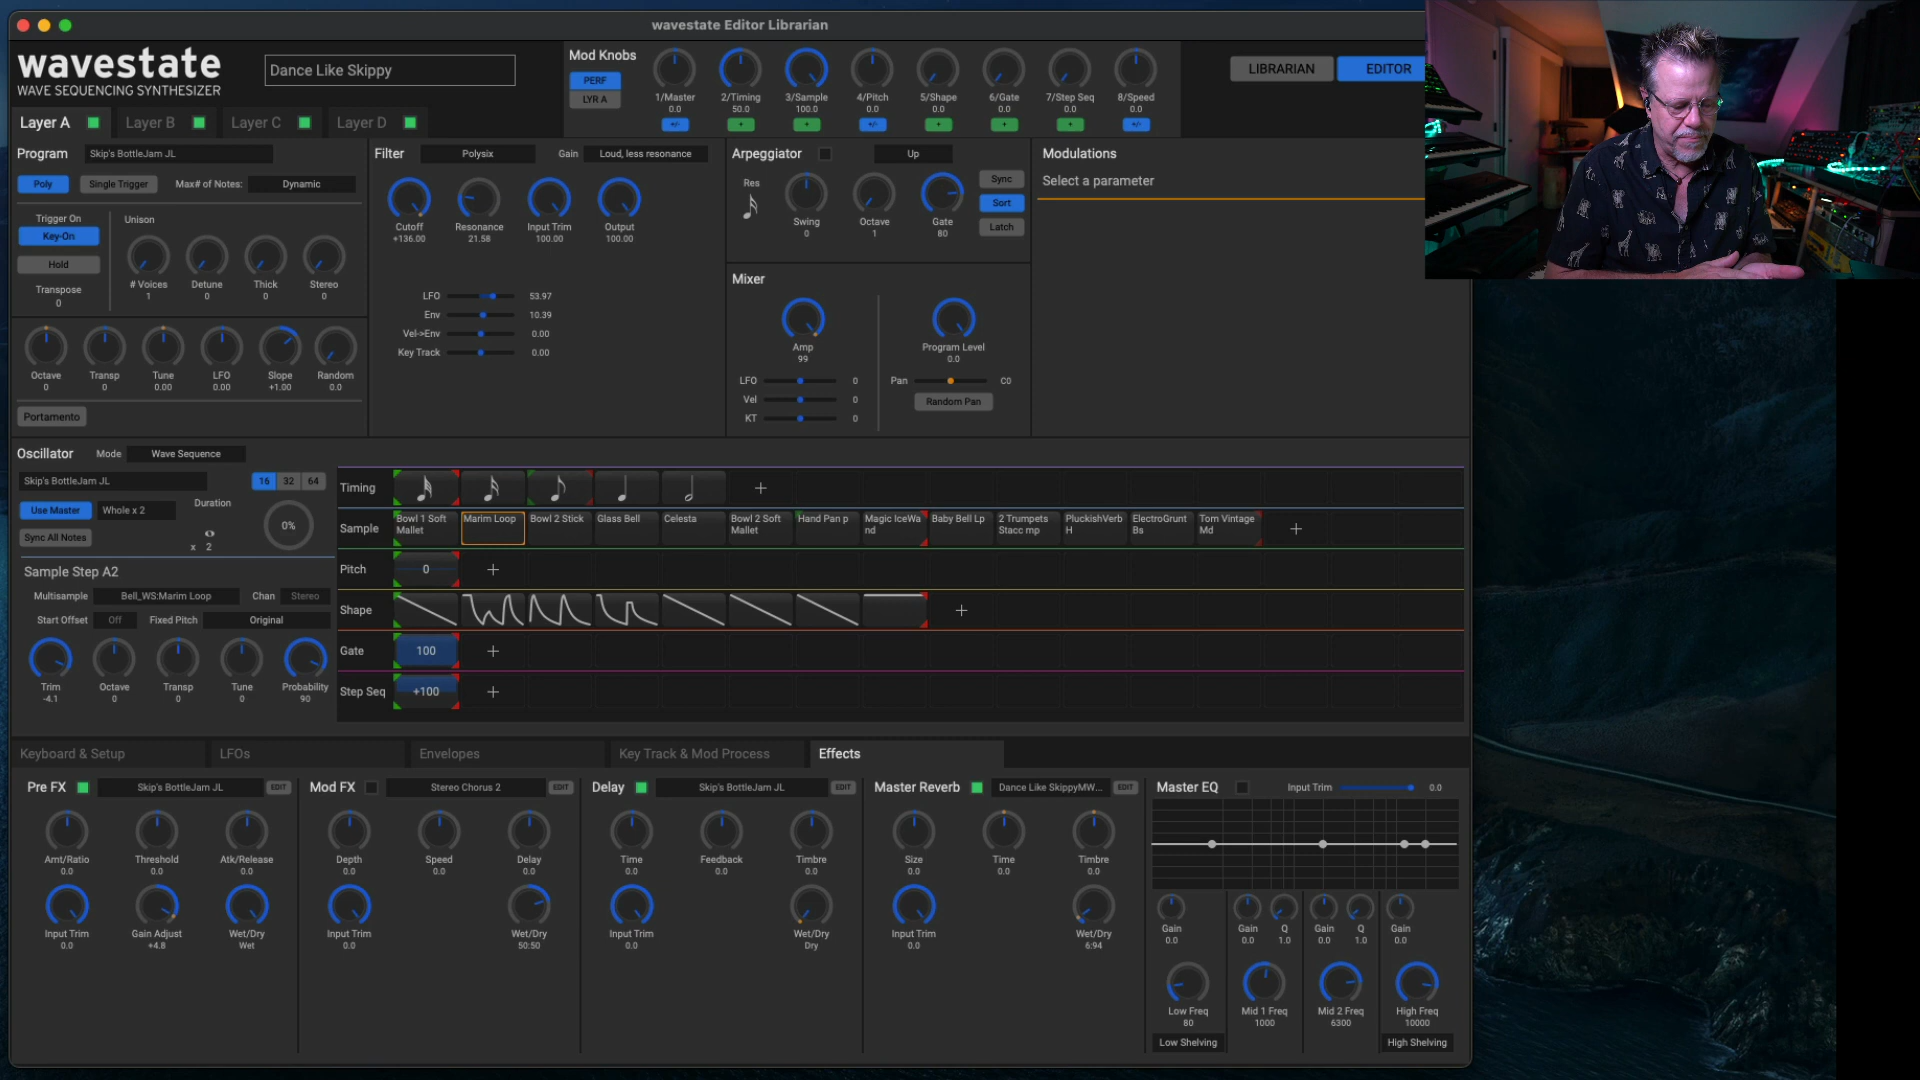 wavestate Editor Librarian
wavestate
WAVE SEQUENCING SYNTHESIZER
Dance Like Skippy
Mod Knobs
PERF
LYR A
1/Master
0.0
+/-
2/Timing
50.0
+
3/Sample
100.0
+
4/Pitch
0.0
+/-
5/Shape
0.0
+
6/Gate
0.0
+
7/Step Seq
0.0
+
8/Speed
0.0
+/-
LIBRARIAN
EDITOR
Layer A
Layer B
Layer C
Layer D
Program
Skip's BottleJam JL
Poly
Single Trigger
Max# of Notes:
Dynamic
Trigger On
Key-On
Hold
Transpose
0
Unison
# Voices
1
Detune
0
Thick
0
Stereo
0
Octave
0
Transp
0
Tune
0.00
LFO
0.00
Slope
+1.00
Random
0.0
Portamento
Filter
Polysix
Gain
Loud, less resonance
Cutoff
+136.00
Resonance
21.58
Input Trim
100.00
Output
100.00
LFO
53.97
Env
10.39
Vel->Env
0.00
Key Track
0.00
Arpeggiator
Up
Res
Swing
0
Octave
1
Gate
80
Sync
Sort
Latch
Mixer
Amp
99
LFO
0
Vel
0
KT
0
Program Level
0.0
Pan
C0
Random Pan
Modulations
Select a parameter
Oscillator
Mode
Wave Sequence
Skip's BottleJam JL
16
32
64
Use Master
Whole x 2
Sync All Notes
Duration
x 2
0%
Sample Step A2
Multisample
Bell_WS:Marim Loop
Chan
Stereo
Start Offset
Off
Fixed Pitch
Original
Trim
-4.1
Octave
0
Transp
0
Tune
0
Probability
90
Timing
+
Sample
Bowl 1 Soft
Mallet
Marim Loop
Bowl 2 Stick
Glass Bell
Celesta
Bowl 2 Soft
Mallet
Hand Pan p
Magic IceWa
nd
Baby Bell Lp
2 Trumpets
Stacc mp
PluckishVerb
H
ElectroGrunt
Bs
Tom Vintage
Md
+
Pitch
0
+
Shape
+
Gate
100
+
Step Seq
+100
+
Keyboard & Setup
LFOs
Envelopes
Key Track & Mod Process
Effects
Pre FX
Skip's BottleJam JL
EDIT
Amt/Ratio
0.0
Threshold
0.0
Atk/Release
0.0
Input Trim
0.0
Gain Adjust
+4.8
Wet/Dry
Wet
Mod FX
Stereo Chorus 2
EDIT
Depth
0.0
Speed
0.0
Delay
0.0
Input Trim
0.0
Wet/Dry
50:50
Delay
Skip's BottleJam JL
EDIT
Time
0.0
Feedback
0.0
Timbre
0.0
Input Trim
0.0
Wet/Dry
Dry
Master Reverb
Dance Like SkippyMW...
EDIT
Size
0.0
Time
0.0
Timbre
0.0
Input Trim
0.0
Wet/Dry
6:94
Master EQ
Input Trim
0.0
Gain
0.0
Gain
0.0
Q
1.0
Gain
0.0
Q
1.0
Gain
0.0
Low Freq
80
Mid 1 Freq
1000
Mid 2 Freq
6300
High Freq
10000
Low Shelving
High Shelving